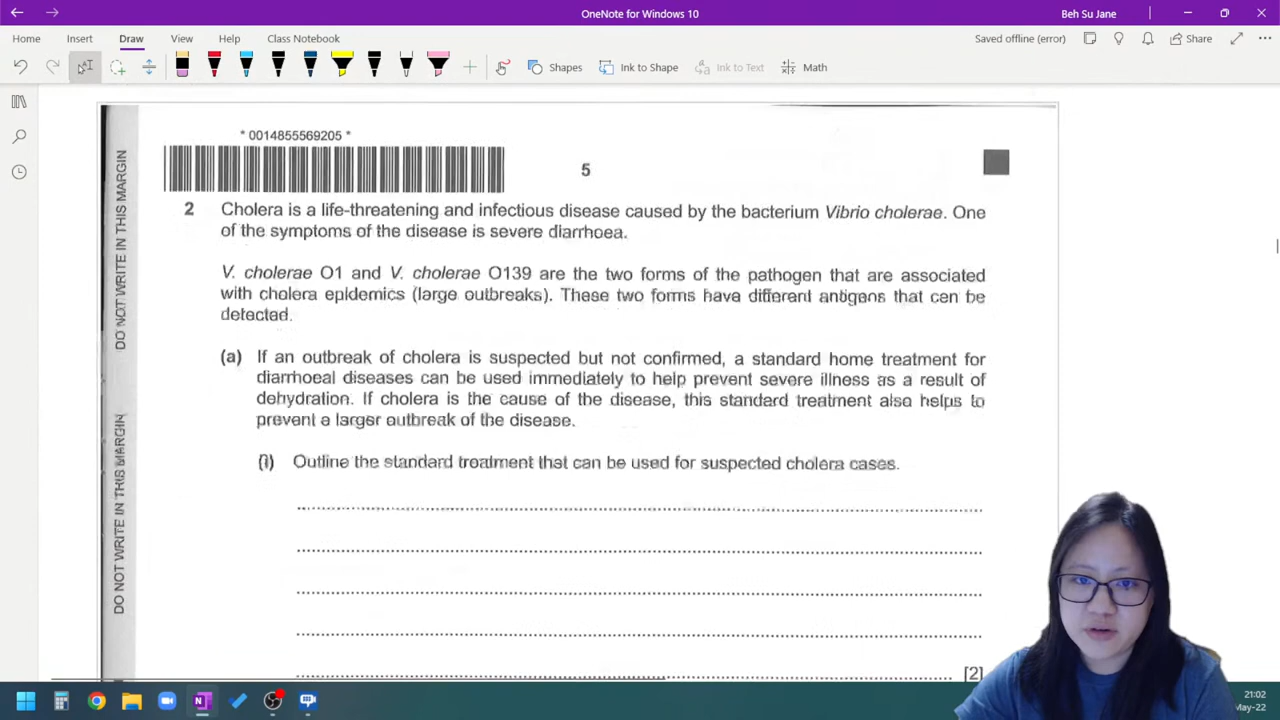 OneNote for Windows 10
Beh Su Jane
Home
Insert
Draw
View
Help
Class Notebook
Saved offline (error)
Share
Shapes
Ink to Shape
Ink to Text
Math
* 0014855569205 *
5
DO NOT WRITE IN THIS MARGIN
DO NOT WRITE IN THIS MARGIN
2 Cholera is a life-threatening and infectious disease caused by the bacterium Vibrio cholerae. One
of the symptoms of the disease is severe diarrhoea.
V. cholerae O1 and V. cholerae O139 are the two forms of the pathogen that are associated
with cholera epidemics (large outbreaks). These two forms have different antigens that can be
detected.
(a) If an outbreak of cholera is suspected but not confirmed, a standard home treatment for
diarrhoeal diseases can be used immediately to help prevent severe illness as a result of
dehydration. If cholera is the cause of the disease, this standard treatment also helps to
prevent a larger outbreak of the disease.
(i) Outline the standard treatment that can be used for suspected cholera cases.
[2]
21:02
May-22